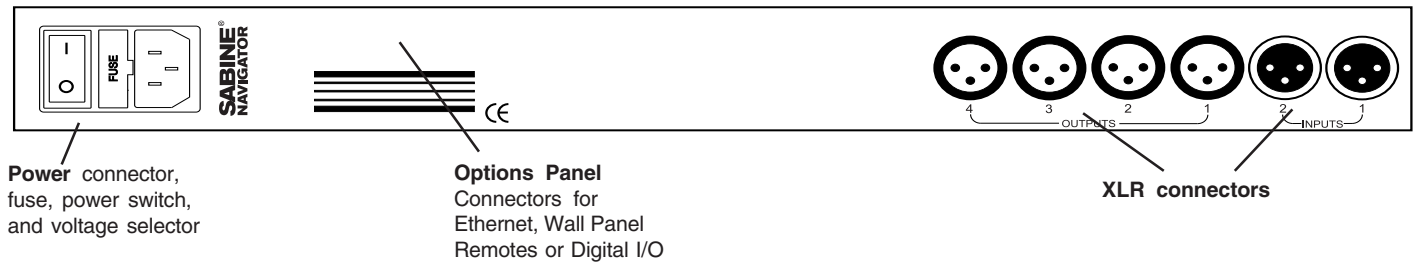 I
O
FUSE
SABINE®
NAVIGATOR
CE
4 3 2 1 2 1
OUTPUTS INPUTS
Power connector,
fuse, power switch,
and voltage selector
Options Panel
Connectors for
Ethernet, Wall Panel
Remotes or Digital I/O
XLR connectors